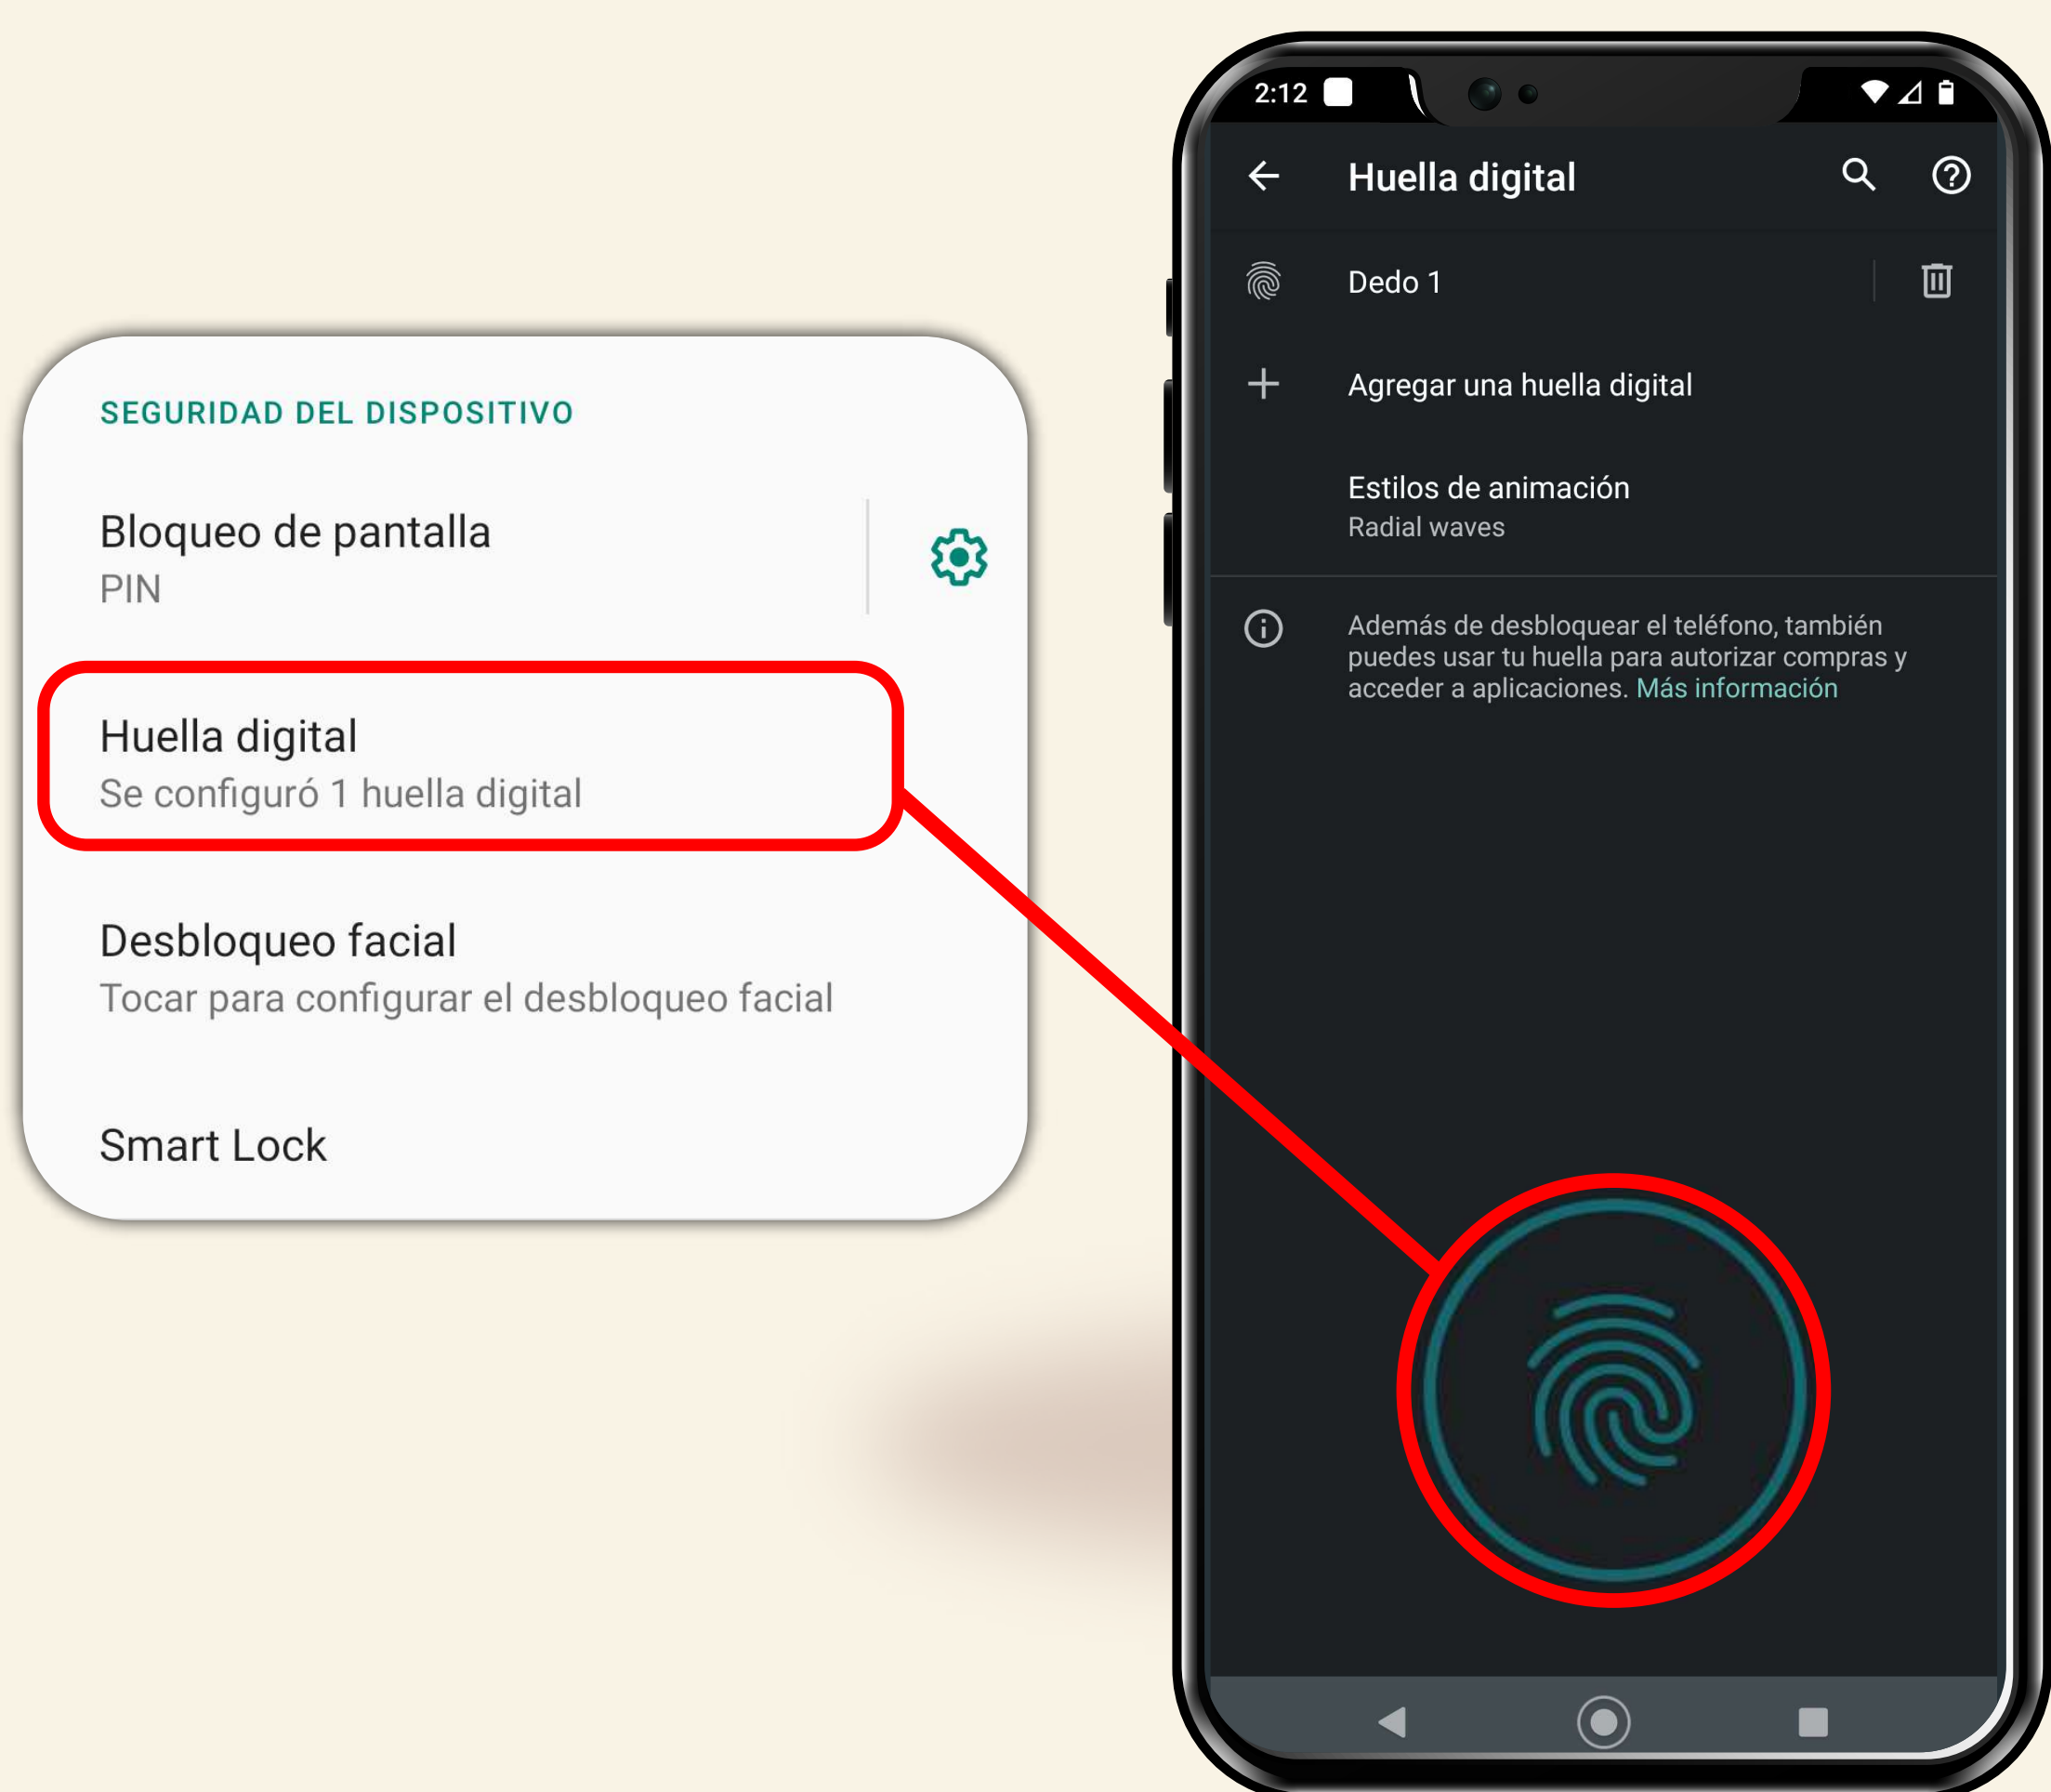 SEGURIDAD DEL DISPOSITIVO
Bloqueo de pantalla
PIN
Huella digital
Se configuró 1 huella digital
Desbloqueo facial
Tocar para configurar el desbloqueo facial
Smart Lock
2:12
Huella digital
Dedo 1
Agregar una huella digital
Estilos de animación
Radial waves
Además de desbloquear el teléfono, también
puedes usar tu huella para autorizar compras y
acceder a aplicaciones. Más información